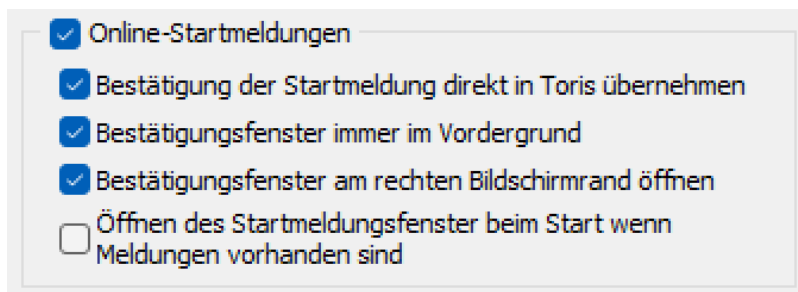 Online-Startmeldungen
Bestätigung der Startmeldung direkt in Toris übernehmen
Bestätigungsfenster immer im Vordergrund
Bestätigungsfenster am rechten Bildschirmrand öffnen
Öffnen des Startmeldungsfenster beim Start wenn
Meldungen vorhanden sind